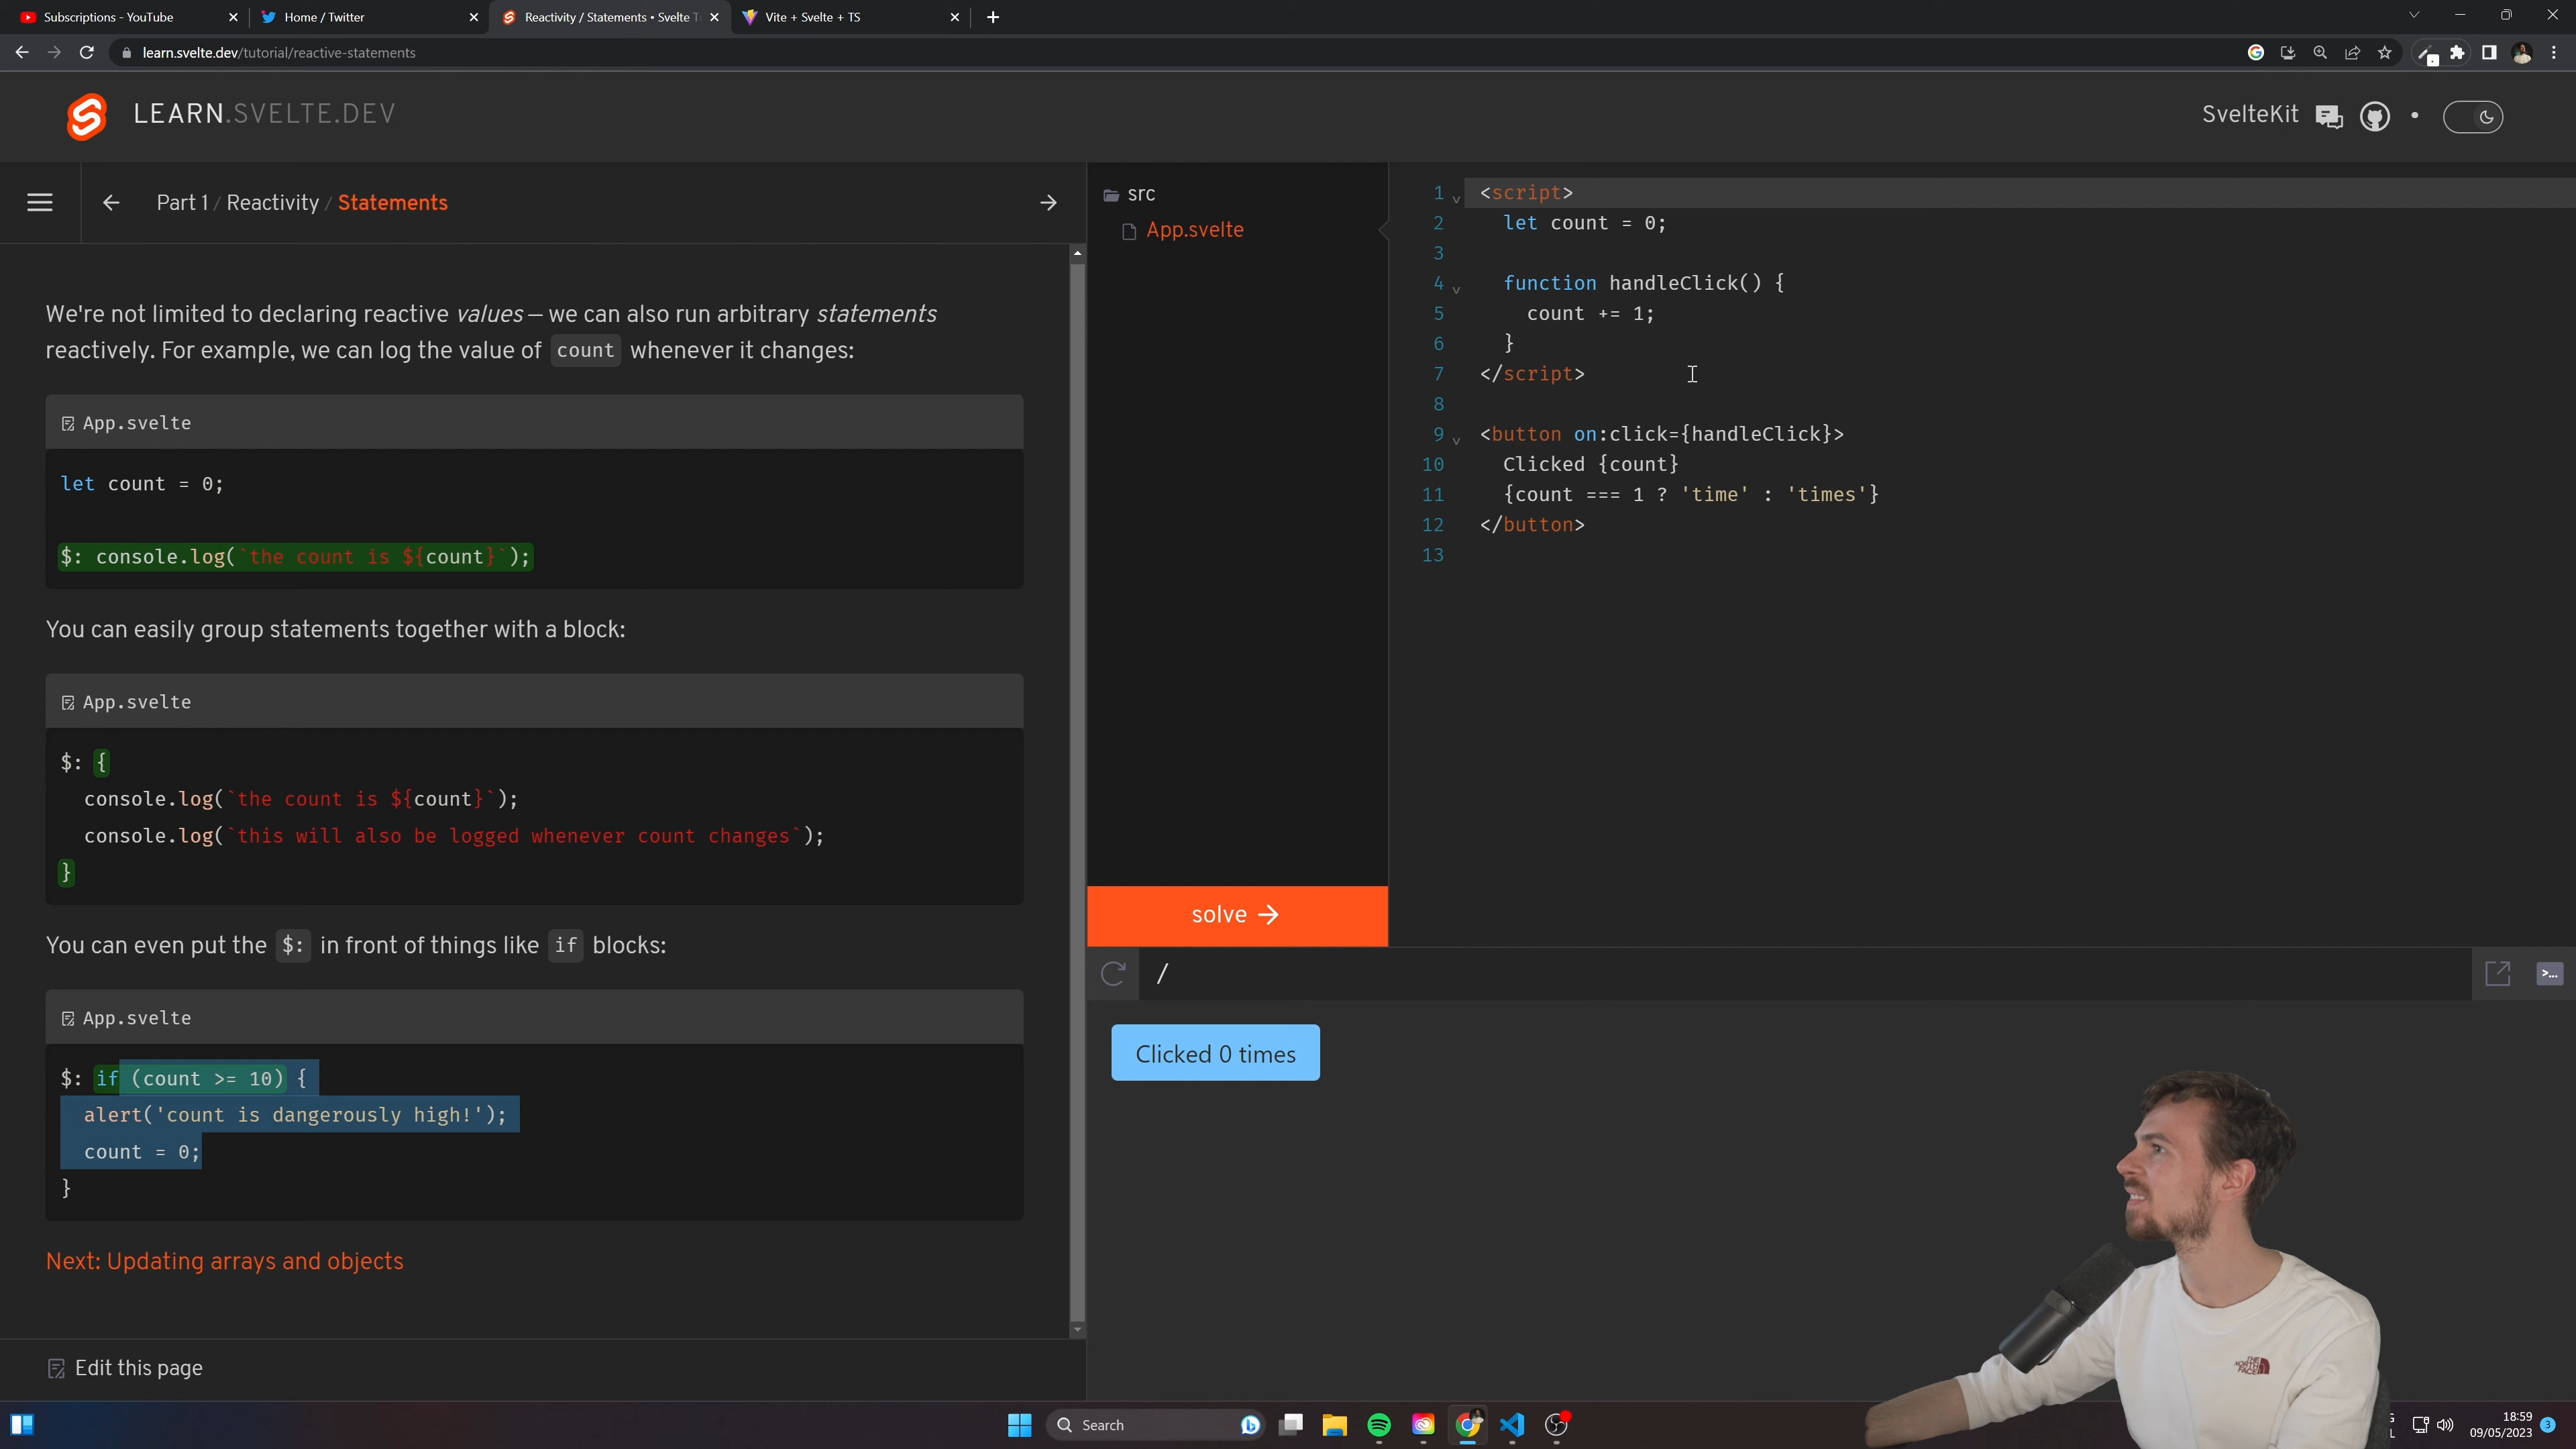 Subscriptions - YouTube
Home / Twitter
Reactivity / Statements • Svelte T
Vite + Svelte + TS
learn.svelte.dev/tutorial/reactive-statements
LEARN.SVELTE.DEV
SvelteKit
Part 1 / Reactivity / Statements
We're not limited to declaring reactive values — we can also run arbitrary statements
reactively. For example, we can log the value of count whenever it changes:
App.svelte
let count = 0;
$: console.log(`the count is ${count}`);
You can easily group statements together with a block:
App.svelte
$: {
console.log(`the count is ${count}`);
console.log(`this will also be logged whenever count changes`);
}
You can even put the $: in front of things like if blocks:
App.svelte
$: if (count >= 10) {
alert('count is dangerously high!');
count = 0;
}
Next: Updating arrays and objects
Edit this page
src
App.svelte
solve
1 <script>
2 let count = 0;
3
4 function handleClick() {
5 count += 1;
6 }
7 </script>
8
9 <button on:click={handleClick}>
10 Clicked {count}
11 {count === 1 ? 'time' : 'times'}
12 </button>
13
/
Clicked 0 times
THE NORTH FACE
Search
18:59
09/05/2023
3